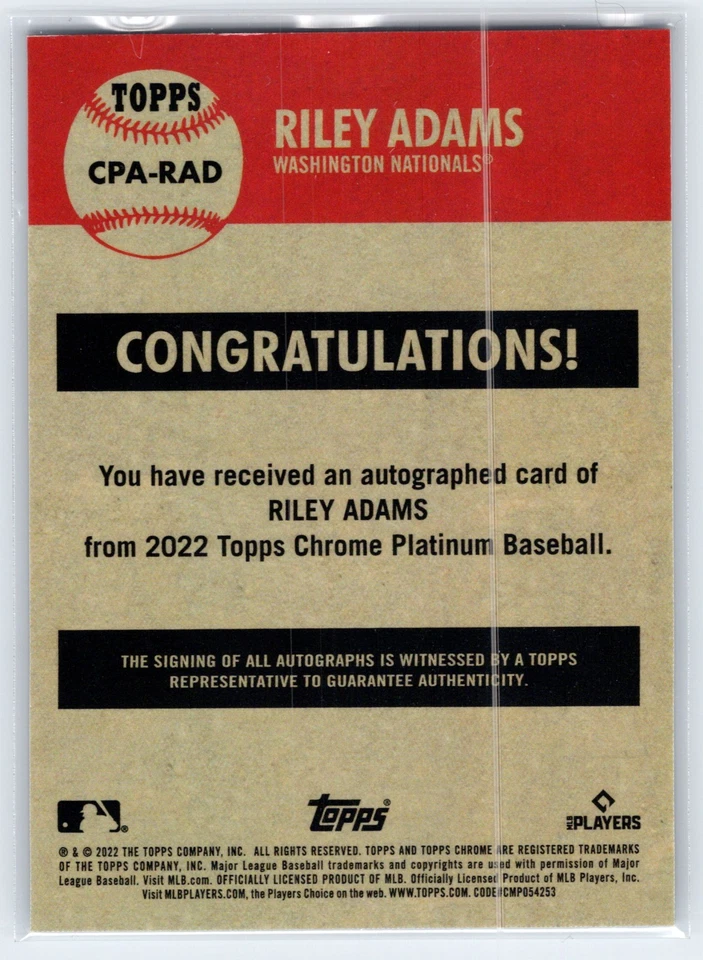 TOPPS
CPA-RAD
RILEY ADAMS
WASHINGTON NATIONALS®
CONGRATULATIONS!
You have received an autographed card of
RILEY ADAMS
from 2022 Topps Chrome Platinum Baseball.
THE SIGNING OF ALL AUTOGRAPHS IS WITNESSED BY A TOPPS
REPRESENTATIVE TO GUARANTEE AUTHENTICITY.
topps®
MLB PLAYERS
® & © 2022 THE TOPPS COMPANY, INC. ALL RIGHTS RESERVED. TOPPS AND TOPPS CHROME ARE REGISTERED TRADEMARKS
OF THE TOPPS COMPANY, INC. Major League Baseball trademarks and copyrights are used with permission of Major
League Baseball. Visit MLB.com. OFFICIALLY LICENSED PRODUCT OF MLB. Officially Licensed Product of MLB Players, Inc.
Visit MLBPLAYERS.COM, the Players Choice on the web. WWW.TOPPS.COM. CODE#CMP054253